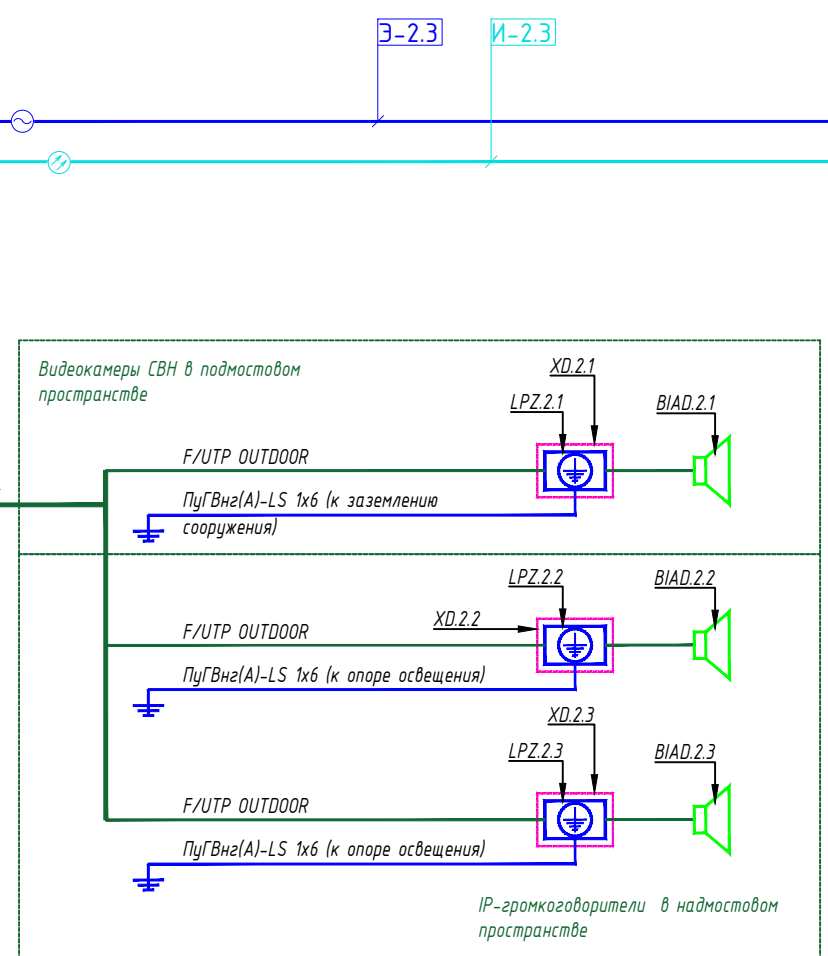 Э-2.3
И-2.3
Видеокамеры СВН в подмостовом
пространстве
XD.2.1
LPZ.2.1
BIAD.2.1
F/UTP OUTDOOR
ПуГВнг(А)-LS 1х6 (к заземлению
сооружения)
LPZ.2.2
BIAD.2.2
XD.2.2
F/UTP OUTDOOR
ПуГВнг(А)-LS 1х6 (к опоре освещения)
XD.2.3
LPZ.2.3
BIAD.2.3
F/UTP OUTDOOR
ПуГВнг(А)-LS 1х6 (к опоре освещения)
IP-громкоговорители в надмостовом
пространстве